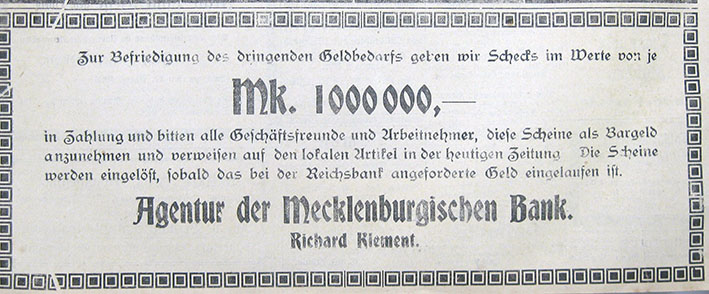 Zur Befriedigung des dringenden Geldbedarfs geben wir Schecks im Werte von je
Mk. 1000000,—
in Zahlung und bitten alle Geschäftsfreunde und Arbeitnehmer, diese Scheine als Bargeld
anzunehmen und verweisen auf den lokalen Artikel in der heutigen Zeitung Die Scheine
werden eingelöst, sobald das bei der Reichsbank angeforderte Geld eingelaufen ist.
Agentur der Mecklenburgischen Bank.
Richard Klement.